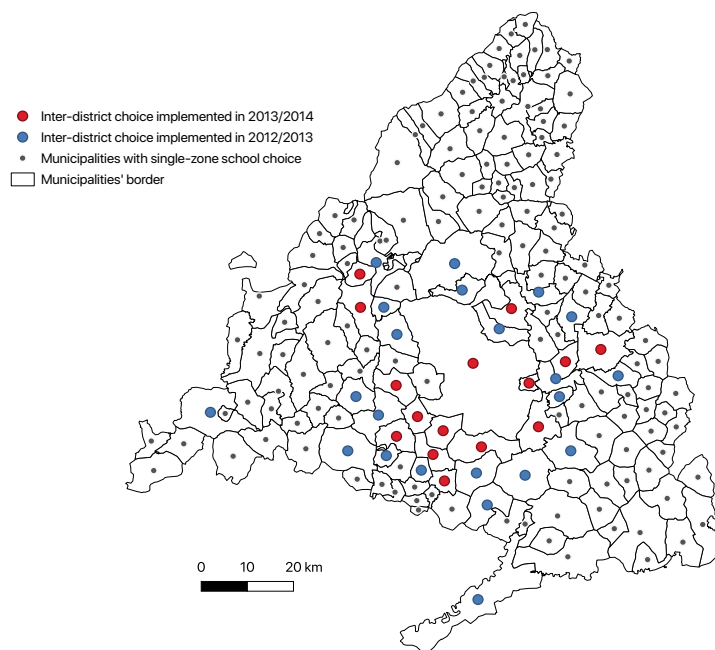 Inter-district choice implemented in 2013/2014
Inter-district choice implemented in 2012/2013
Municipalities with single-zone school choice
Municipalities' border
0 10 20 km